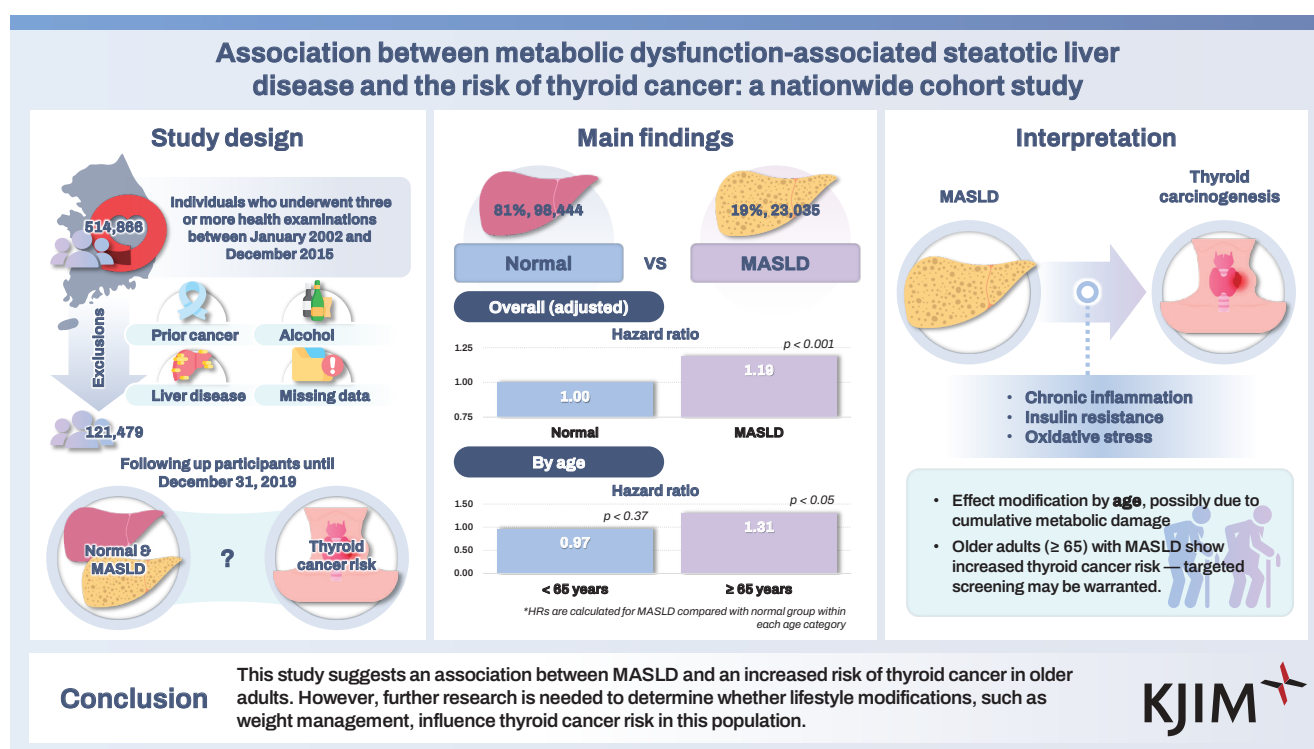 Association between metabolic dysfunction-associated steatotic liver
disease and the risk of thyroid cancer: a nationwide cohort study
Study design
514,866
Individuals who underwent three
or more health examinations
between January 2002 and
December 2015
Exclusions
Prior cancer
Alcohol
Liver disease
Missing data
121,479
Following up participants until
December 31, 2019
Normal &
MASLD
?
Thyroid
cancer risk
Main findings
81%, 98,444
19%, 23,035
Normal
VS
MASLD
Overall (adjusted)
Hazard ratio
p < 0.001
1.25
1.00
0.75
1.00
1.19
Normal
MASLD
By age
Hazard ratio
p < 0.37
p < 0.05
1.50
1.00
0.50
0.00
0.97
1.31
< 65 years
≥ 65 years
*HRs are calculated for MASLD compared with normal group within
each age category
Interpretation
MASLD
Thyroid
carcinogenesis
• Chronic inflammation
• Insulin resistance
• Oxidative stress
• Effect modification by age, possibly due to
cumulative metabolic damage
• Older adults (≥ 65) with MASLD show
increased thyroid cancer risk — targeted
screening may be warranted.
Conclusion
This study suggests an association between MASLD and an increased risk of thyroid cancer in older
adults. However, further research is needed to determine whether lifestyle modifications, such as
weight management, influence thyroid cancer risk in this population.
KJIM